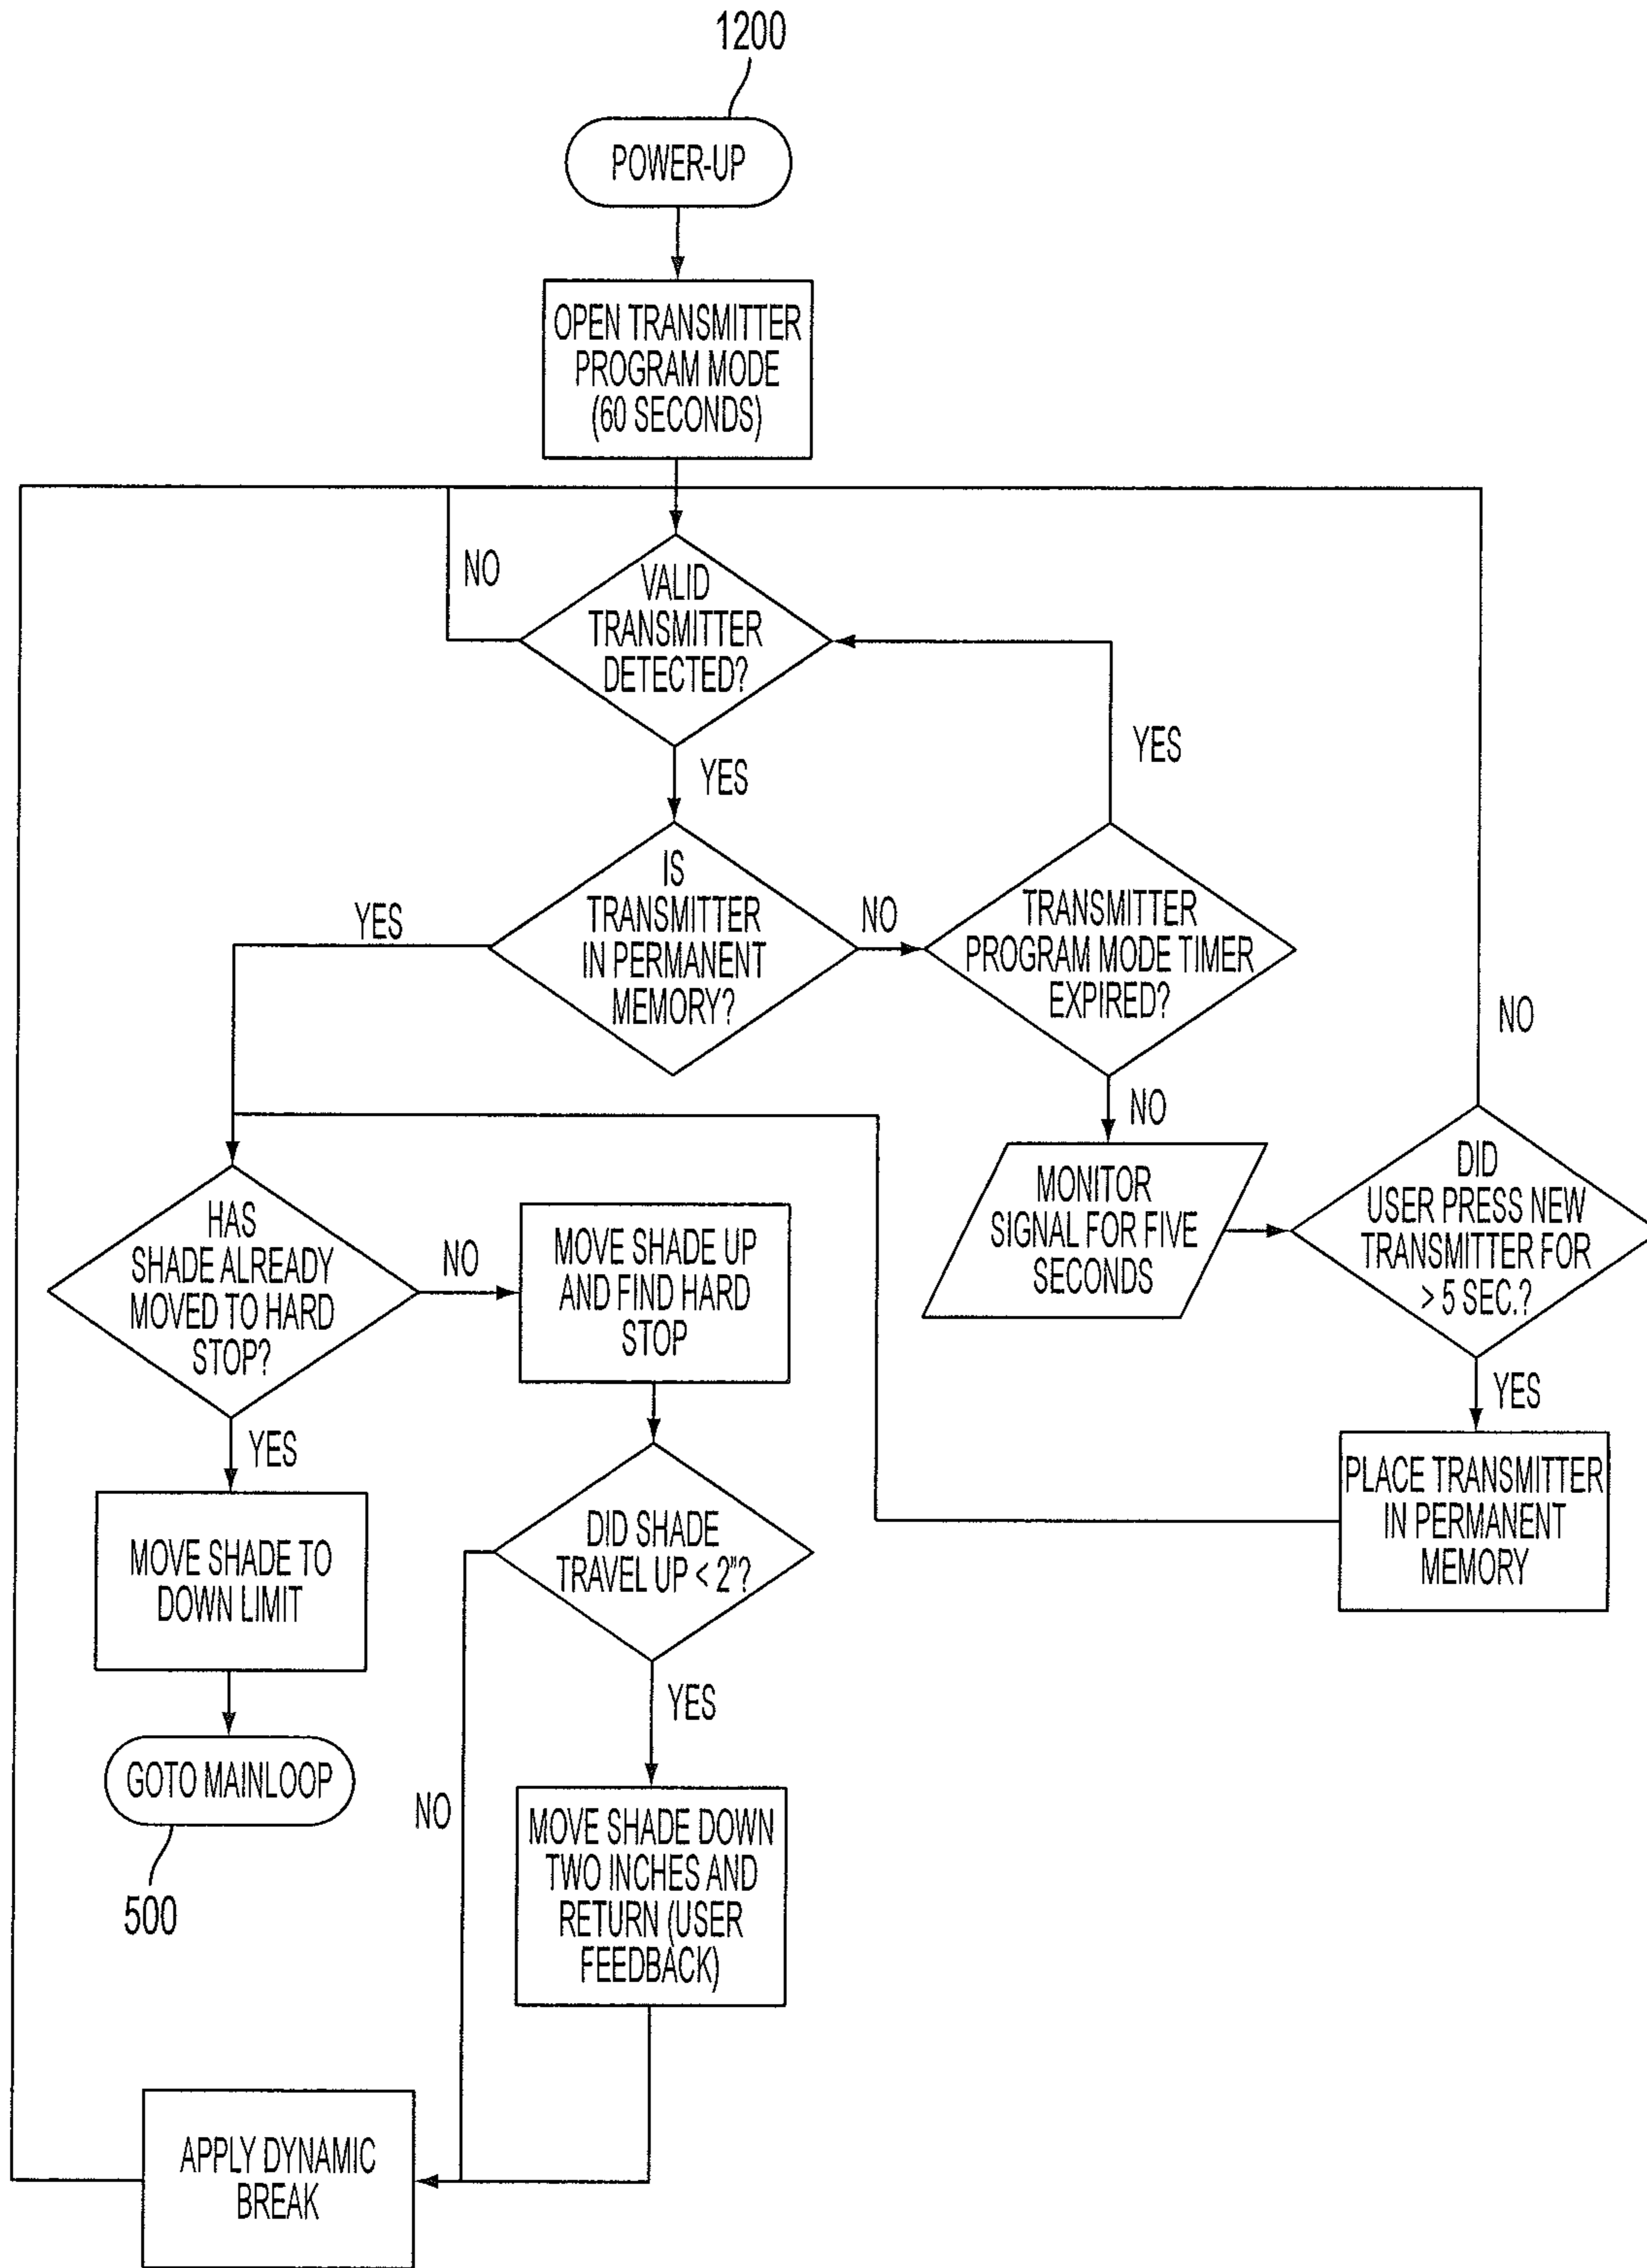 1200
POWER-UP
OPEN TRANSMITTER
PROGRAM MODE
(60 SECONDS)
NO
VALID
TRANSMITTER
DETECTED?
YES
YES
IS
TRANSMITTER
IN PERMANENT
MEMORY?
YES
NO
TRANSMITTER
PROGRAM MODE TIMER
EXPIRED?
NO
NO
MONITOR
SIGNAL FOR FIVE
SECONDS
DID
USER PRESS NEW
TRANSMITTER FOR
> 5 SEC.?
YES
PLACE TRANSMITTER
IN PERMANENT
MEMORY
HAS
SHADE ALREADY
MOVED TO HARD
STOP?
NO
MOVE SHADE UP
AND FIND HARD
STOP
YES
MOVE SHADE TO
DOWN LIMIT
GOTO MAINLOOP
500
DID SHADE
TRAVEL UP < 2"?
YES
NO
MOVE SHADE DOWN
TWO INCHES AND
RETURN (USER
FEEDBACK)
APPLY DYNAMIC
BREAK